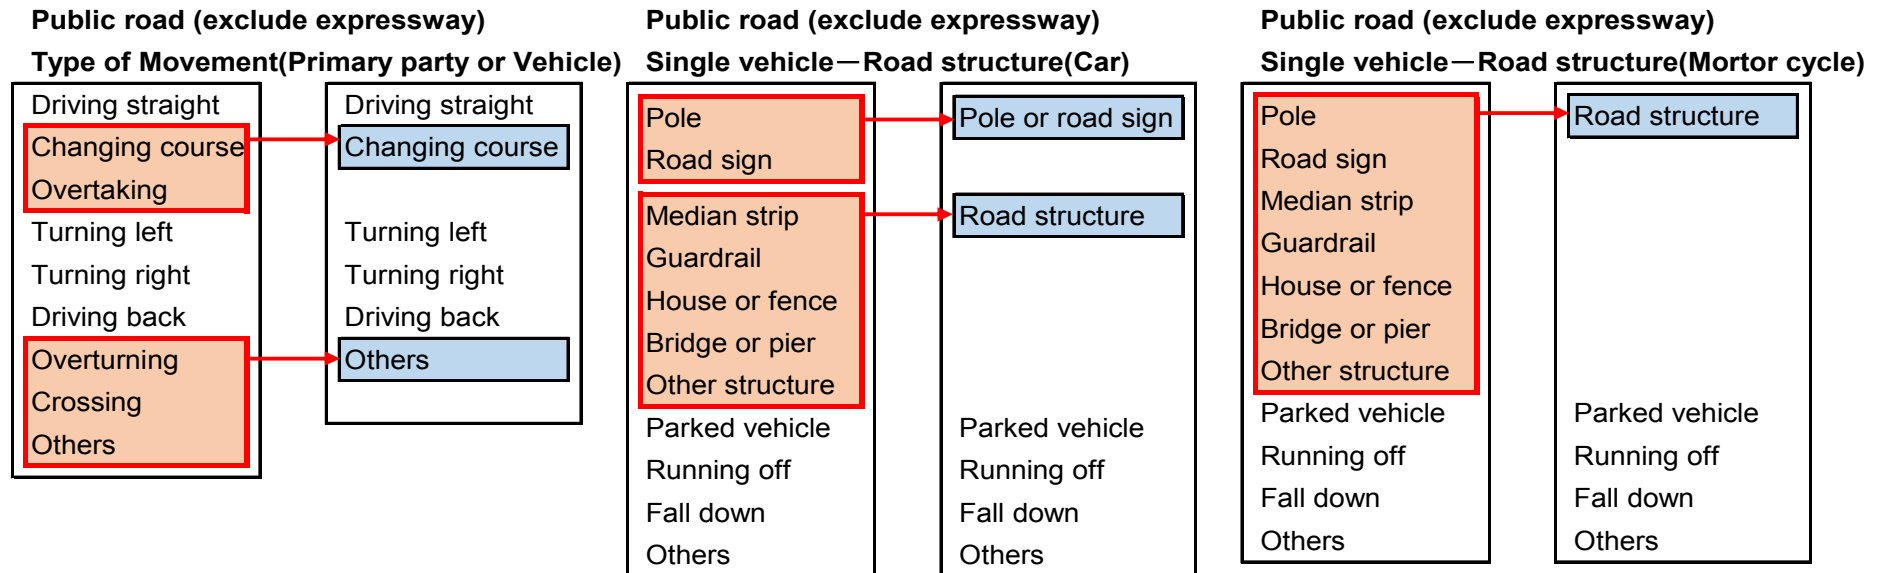 Public road (exclude expressway)
Type of Movement(Primary party or Vehicle)
Driving straight
Changing course
Overtaking
Turning left
Turning right
Driving back
Overturning
Crossing
Others
Driving straight
Changing course
Turning left
Turning right
Driving back
Others
Public road (exclude expressway)
Single vehicle－Road structure(Car)
Pole
Road sign
Median strip
Guardrail
House or fence
Bridge or pier
Other structure
Parked vehicle
Running off
Fall down
Others
Pole or road sign
Road structure
Parked vehicle
Running off
Fall down
Others
Public road (exclude expressway)
Single vehicle－Road structure(Mortor cycle)
Pole
Road sign
Median strip
Guardrail
House or fence
Bridge or pier
Other structure
Parked vehicle
Running off
Fall down
Others
Road structure
Parked vehicle
Running off
Fall down
Others